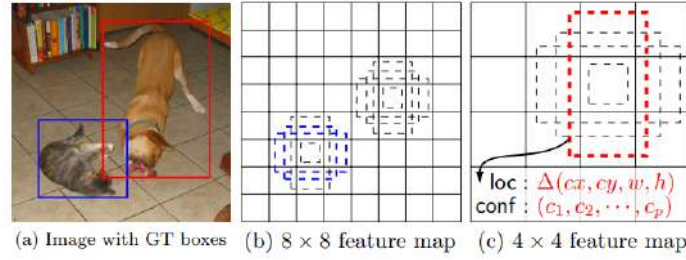 loc : Δ(cx, cy, w, h)
conf : (c₁, c₂, ⋯, cₚ)
(a) Image with GT boxes
(b) 8 × 8 feature map
(c) 4 × 4 feature map